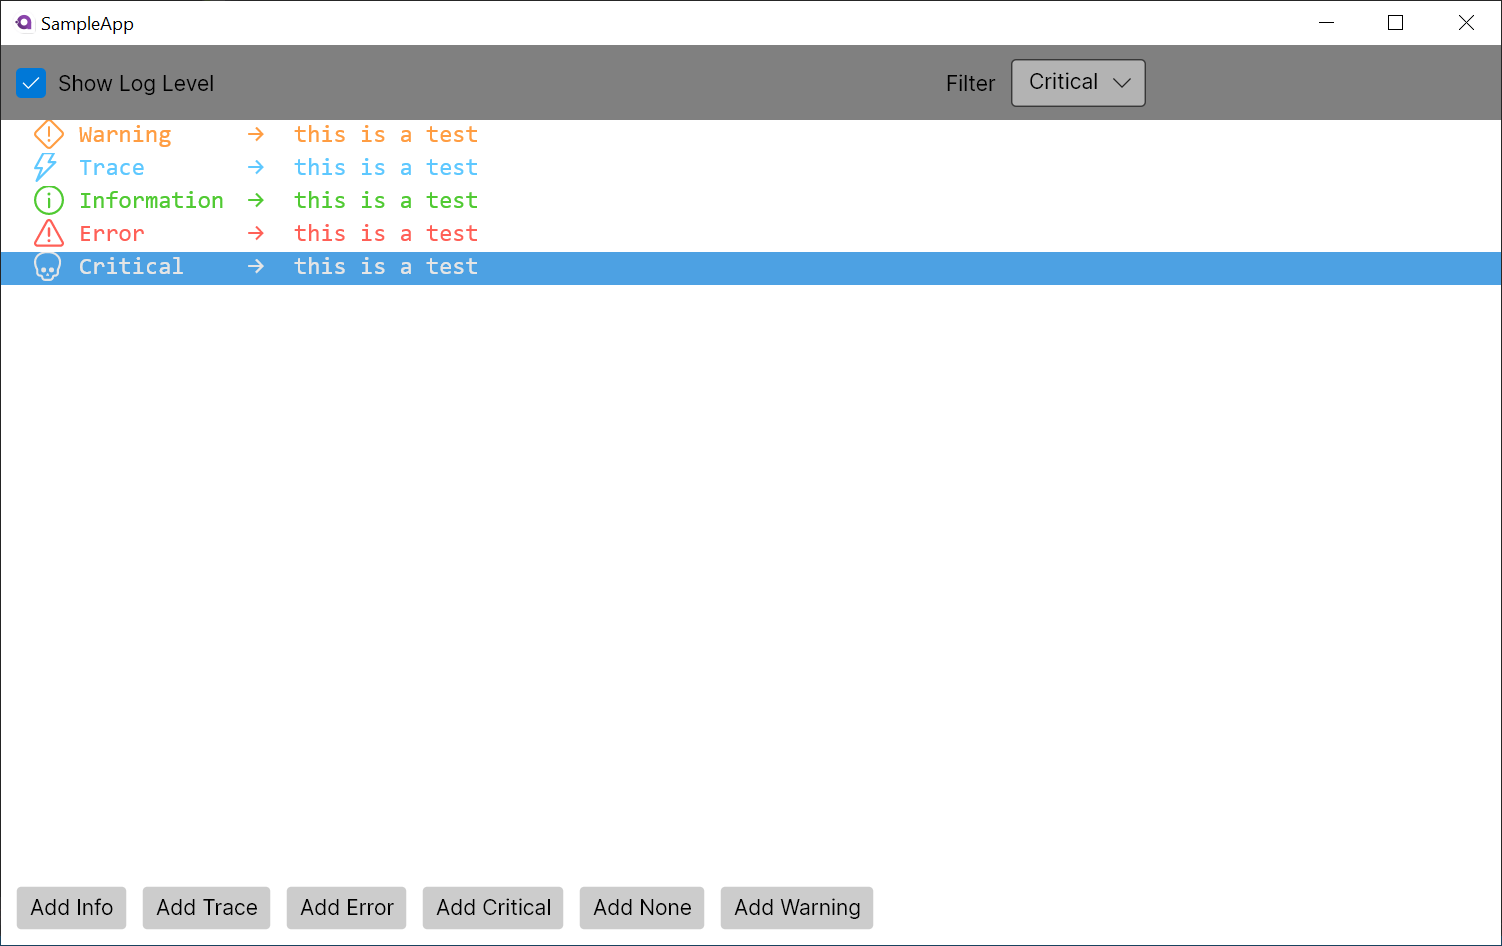 SampleApp
Show Log Level Filter Critical
Warning → this is a test
Trace → this is a test
Information → this is a test
Error → this is a test
Critical → this is a test
Add Info Add Trace Add Error Add Critical Add None Add Warning